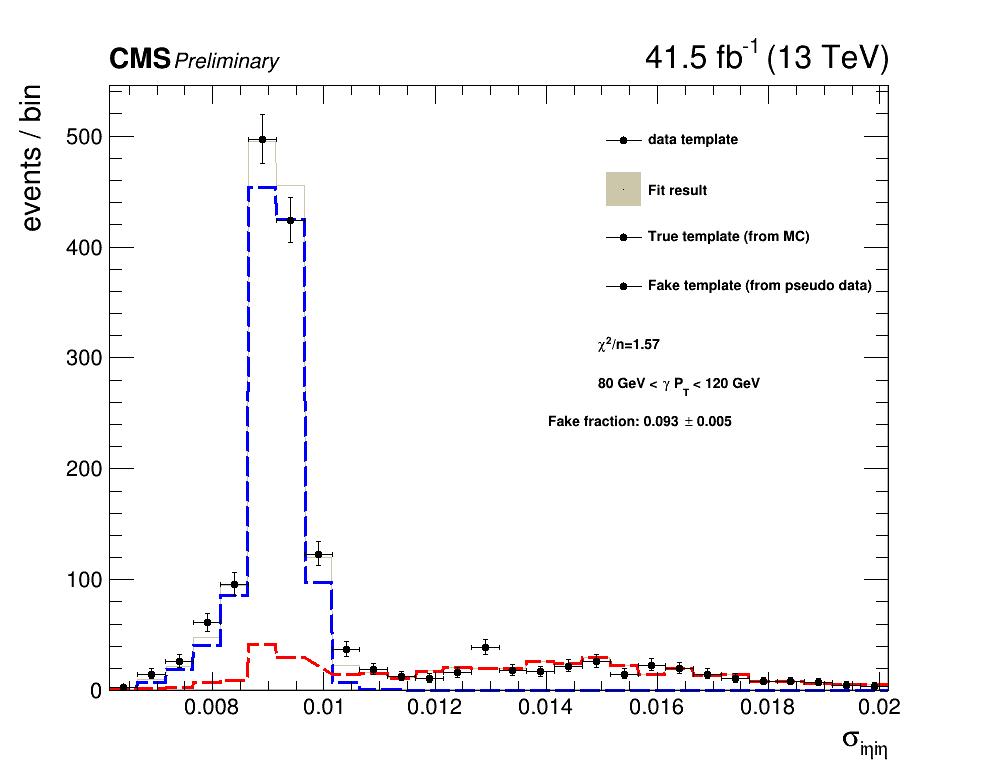 CMS Preliminary 41.5 fb⁻¹ (13 TeV)
events / bin
500
400
300
200
100
0
data template
Fit result
True template (from MC)
Fake template (from pseudo data)
χ²/n=1.57
80 GeV < γ P_T < 120 GeV
Fake fraction: 0.093 ± 0.005
0.008 0.01 0.012 0.014 0.016 0.018 0.02
σ_iηiη